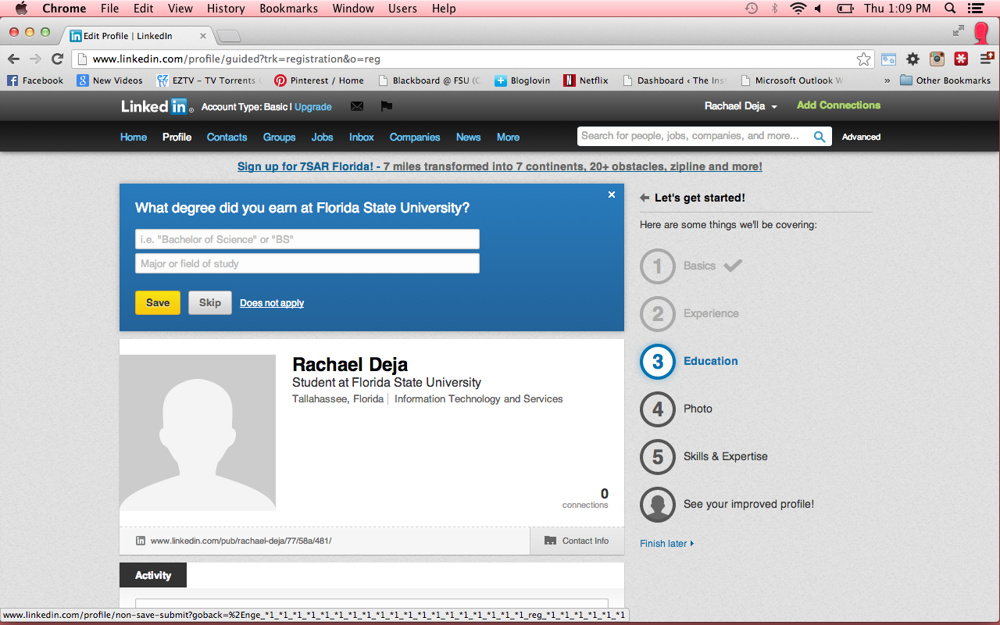 Chrome File Edit View History Bookmarks Window Users Help Thu 1:09 PM
Edit Profile | LinkedIn
www.linkedin.com/profile/guided?trk=registration&o=reg
Facebook New Videos EZTV - TV Torrents Pinterest / Home Blackboard @ FSU (C Bloglovin Netflix Dashboard ‹ The Inst Microsoft Outlook W » Other Bookmarks
Linked in Account Type: Basic | Upgrade Rachael Deja Add Connections
Home Profile Contacts Groups Jobs Inbox Companies News More Search for people, jobs, companies, and more... Advanced
Sign up for 7SAR Florida! - 7 miles transformed into 7 continents, 20+ obstacles, zipline and more!
What degree did you earn at Florida State University?
i.e. "Bachelor of Science" or "BS"
Major or field of study
Save Skip Does not apply
Rachael Deja
Student at Florida State University
Tallahassee, Florida | Information Technology and Services
0
connections
www.linkedin.com/pub/rachael-deja/77/58a/481/ Contact Info
Activity
Let's get started!
Here are some things we'll be covering:
1 Basics
2 Experience
3 Education
4 Photo
5 Skills & Expertise
See your improved profile!
Finish later
www.linkedin.com/profile/non-save-submit?goback=%2Enge_*1_*1_*1_*1_*1_*1_*1_*1_*1_*1_*1_*1_*1_*1_*1_*1_*1_*1_*1_reg_*1_*1_*1_*1_*1_*1